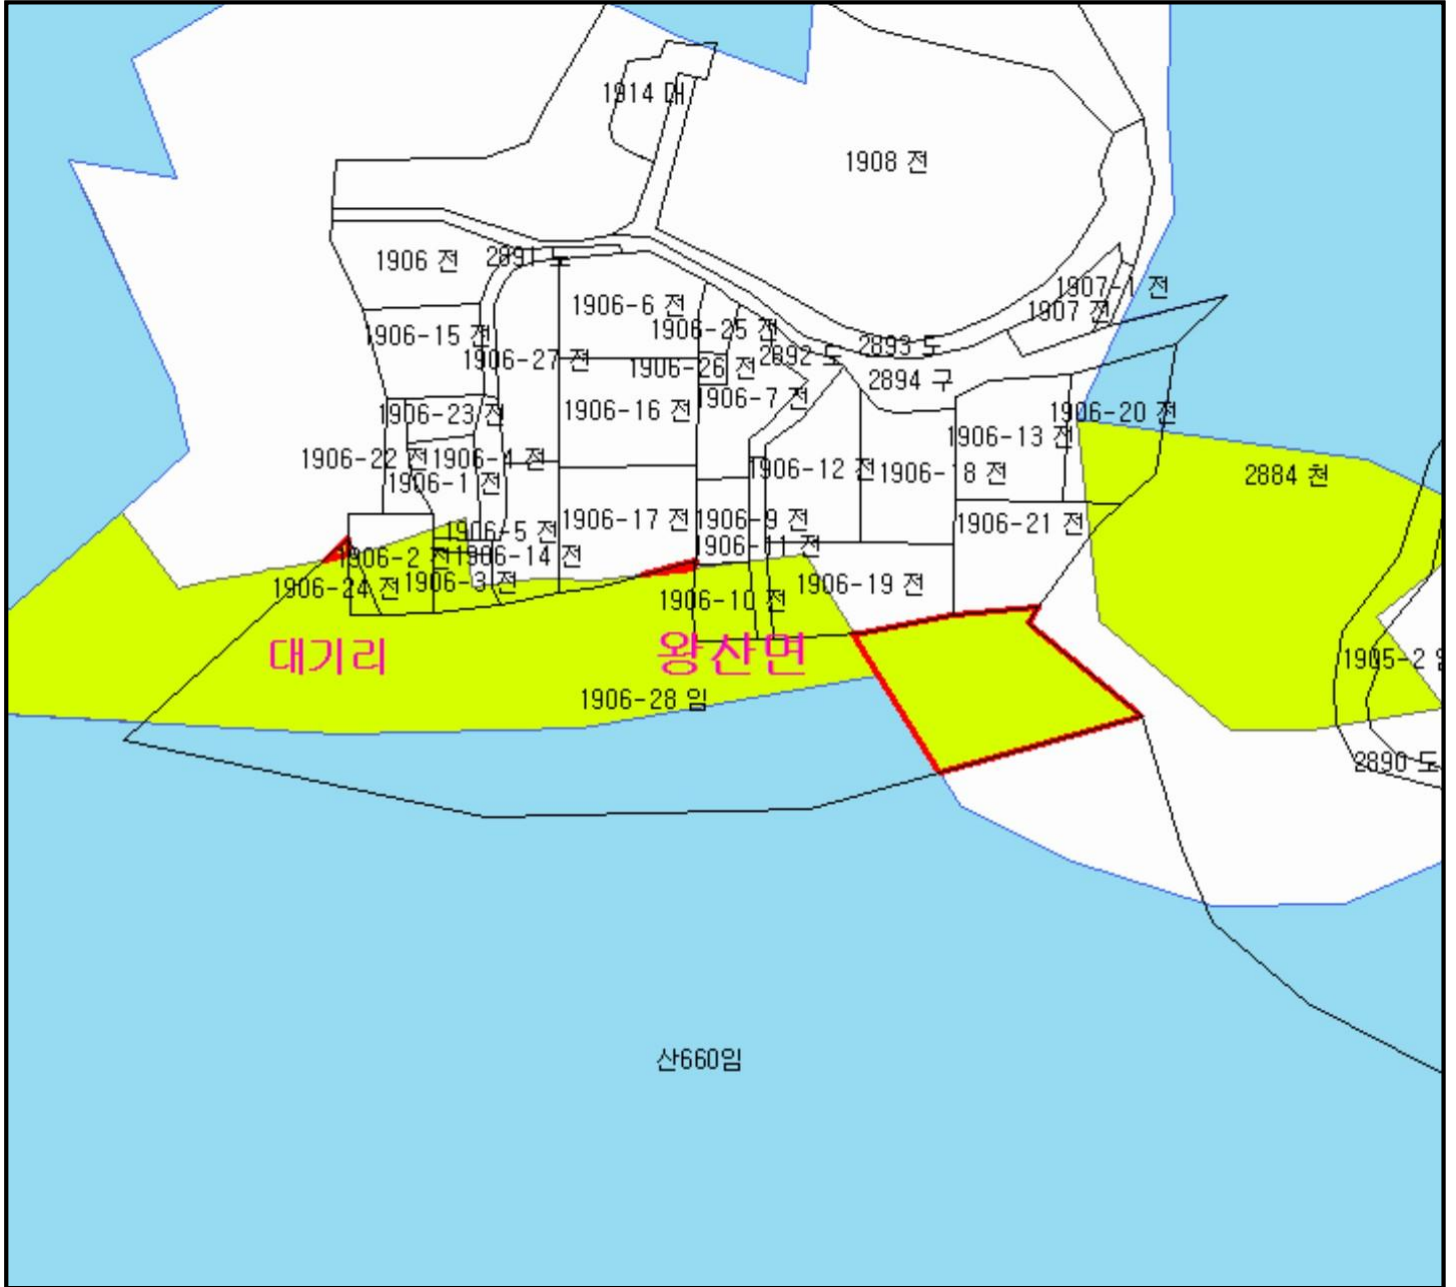 1914 대
1908 전
1906 전
2891 도
1907-1 전
1907 전
1906-6 전
1906-25 전
1906-15 전
2893 도
2892 도
1906-27 전
1906-26 전
2894 구
1906-7 전
1906-16 전
1906-23 전
1906-20 전
1906-13 전
1906-22 전
1906-4 전
1906-12 전
1906-18 전
2884 천
1906-1 전
1906-17 전
1906-9 전
1906-21 전
1906-5 전
1906-11 전
1906-2 전
1906-14 전
1906-24 전
1906-3 전
1906-19 전
1906-10 전
대기리
왕산면
1905-2
1906-28 임
2890 도
산660임